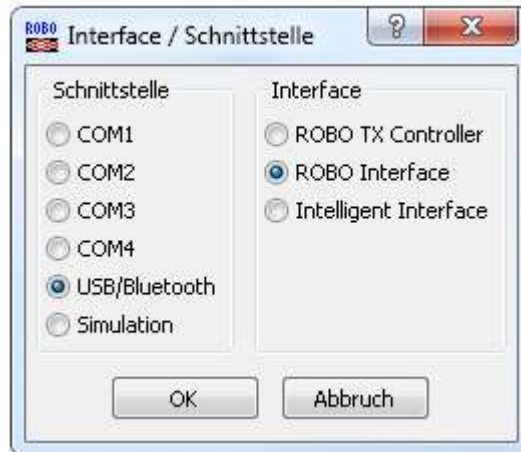 ROBO Interface / Schnittstelle
Schnittstelle
COM1
COM2
COM3
COM4
USB/Bluetooth
Simulation
Interface
ROBO TX Controller
ROBO Interface
Intelligent Interface
OK
Abbruch